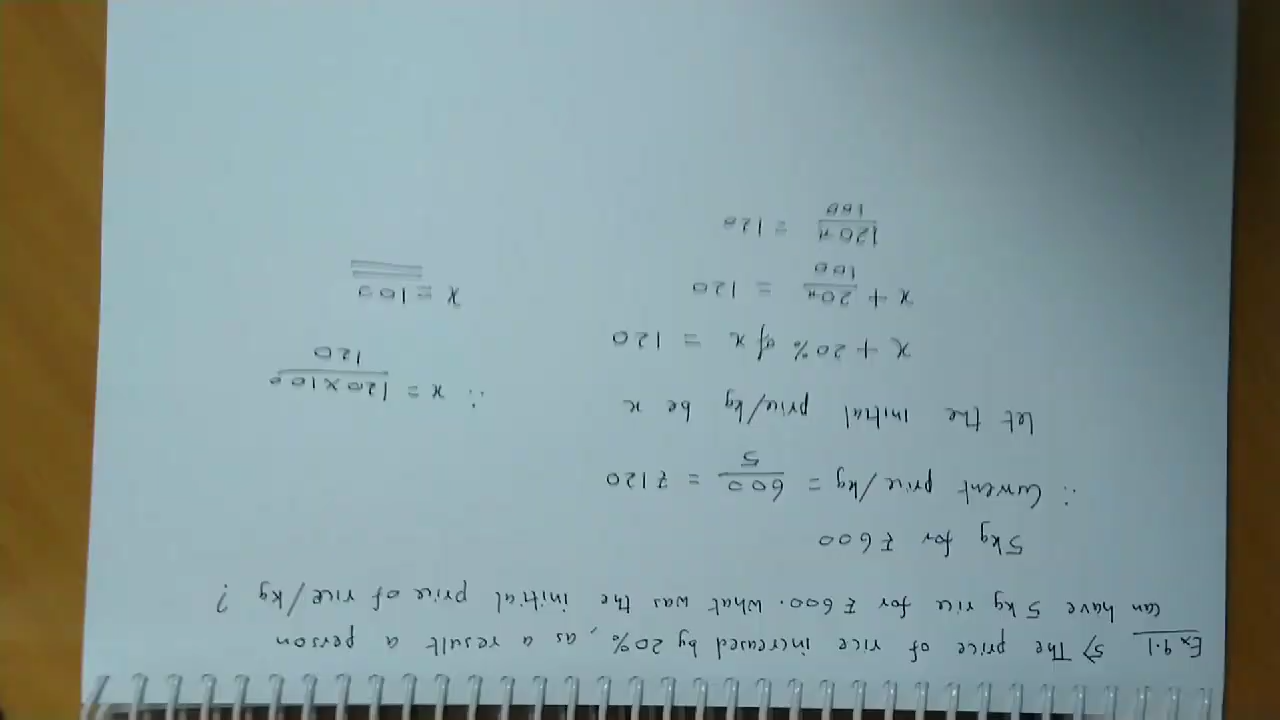 Ex 9.1 5) The price of rice increased by 20%, as a result a person
can have 5 kg rice for ₹600. What was the initial price of rice/kg?
5kg for ₹600
∴ Current price/kg = 600/5 = ₹120
Let the initial price/kg be x
x + 20% of x = 120
x + 20x/100 = 120
120x/100 = 120
∴ x = 120×100/120
x = 100